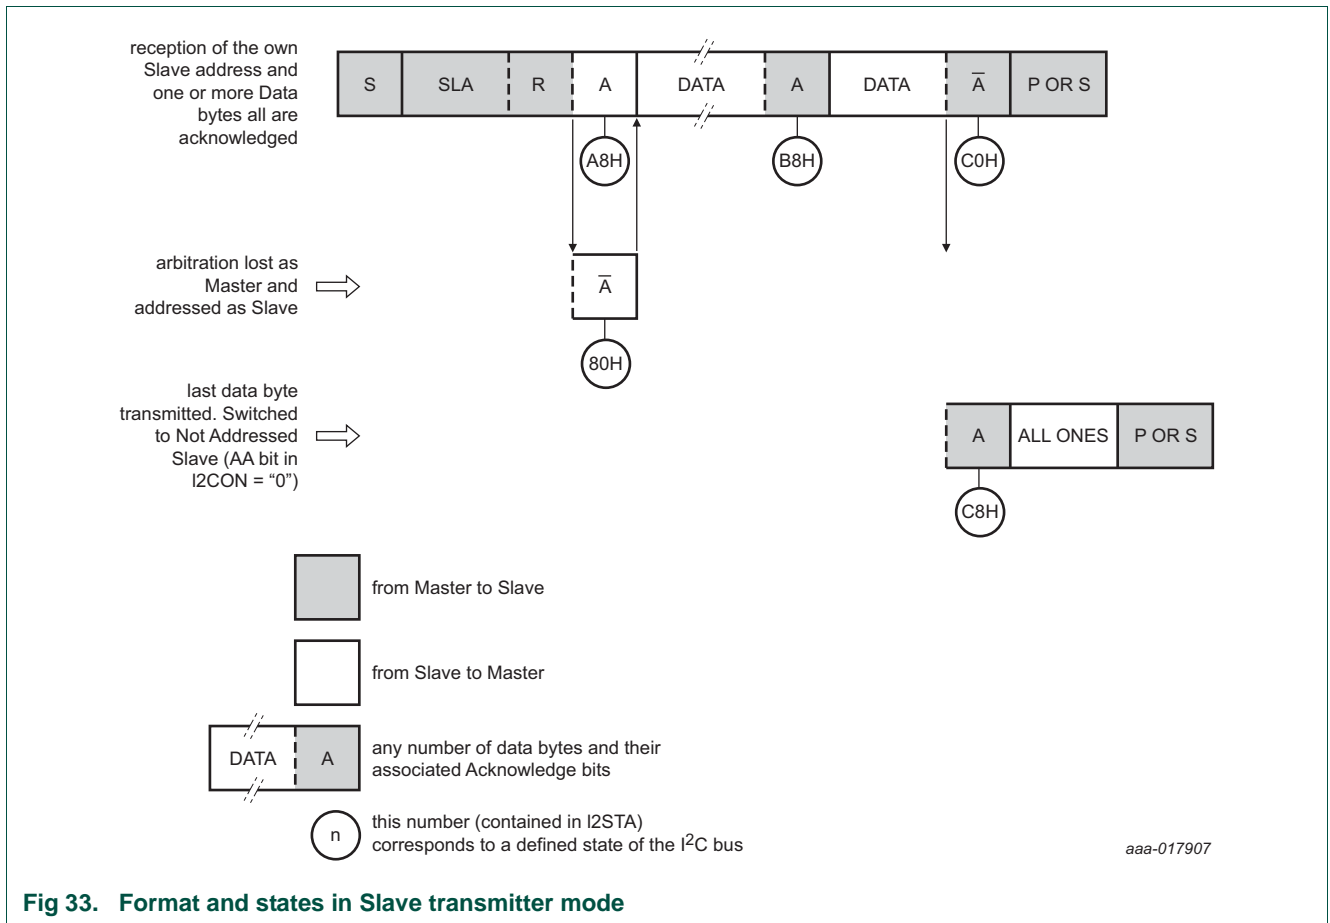 reception of the own
Slave address and
one or more Data
bytes all are
acknowledged
S SLA R A DATA A DATA A̅ P OR S
A8H B8H C0H
arbitration lost as
Master and
addressed as Slave
A̅
80H
last data byte
transmitted. Switched
to Not Addressed
Slave (AA bit in
I2CON = “0”)
A ALL ONES P OR S
C8H
from Master to Slave
from Slave to Master
DATA A
any number of data bytes and their
associated Acknowledge bits
n
this number (contained in I2STA)
corresponds to a defined state of the I²C bus
aaa-017907
Fig 33. Format and states in Slave transmitter mode